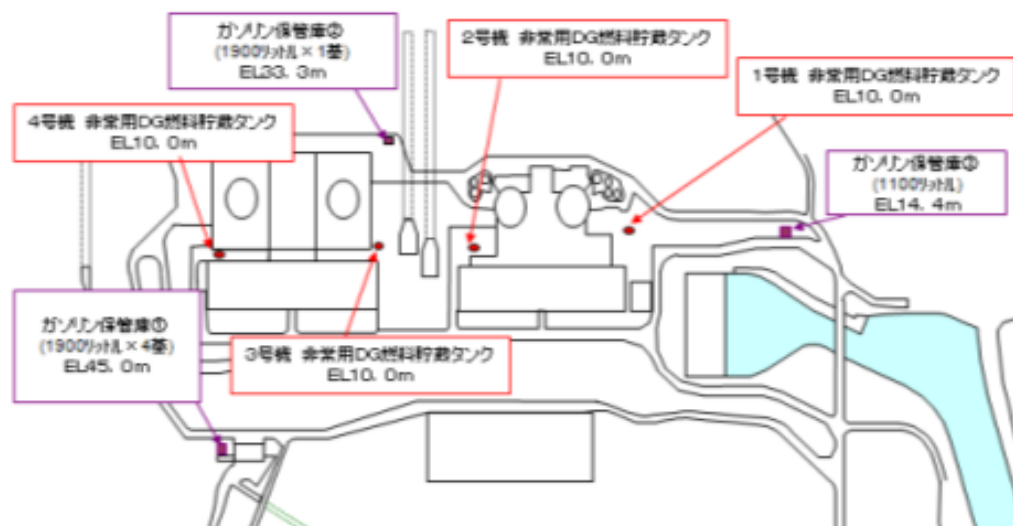 ガソリン保管庫②
(1900リットル×1基)
EL33. 3m
2号機 非常用DG燃料貯蔵タンク
EL10. 0m
1号機 非常用DG燃料貯蔵タンク
EL10. 0m
4号機 非常用DG燃料貯蔵タンク
EL10. 0m
ガソリン保管庫③
(1100リットル)
EL14. 4m
ガソリン保管庫①
(1900リットル×4基)
EL45. 0m
3号機 非常用DG燃料貯蔵タンク
EL10. 0m